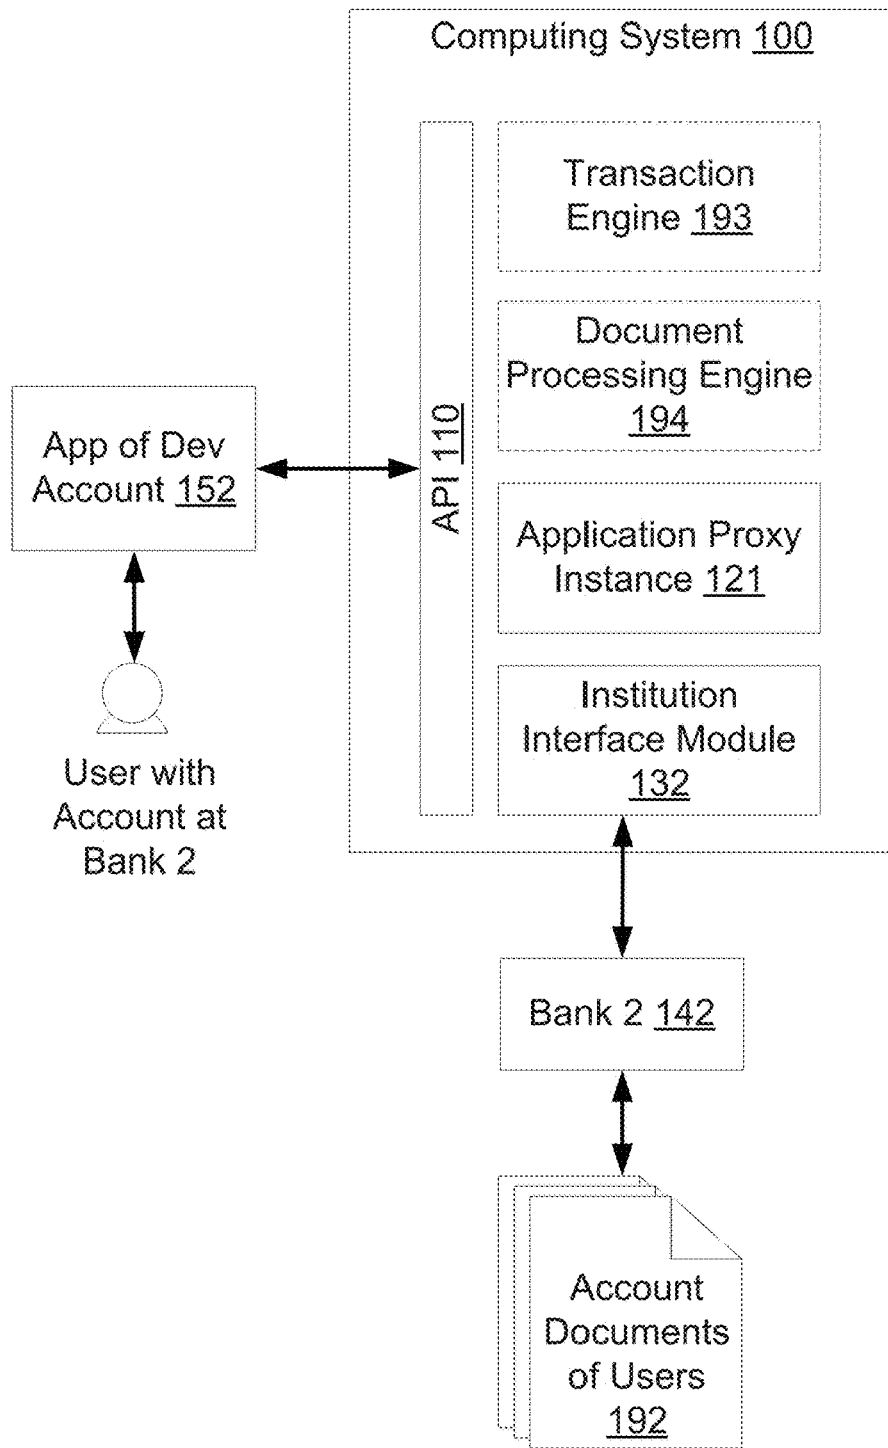 Computing System 100
Transaction
Engine 193
Document
Processing Engine
194
API 110
App of Dev
Account 152
Application Proxy
Instance 121
Institution
Interface Module
132
User with
Account at
Bank 2
Bank 2 142
Account
Documents
of Users
192